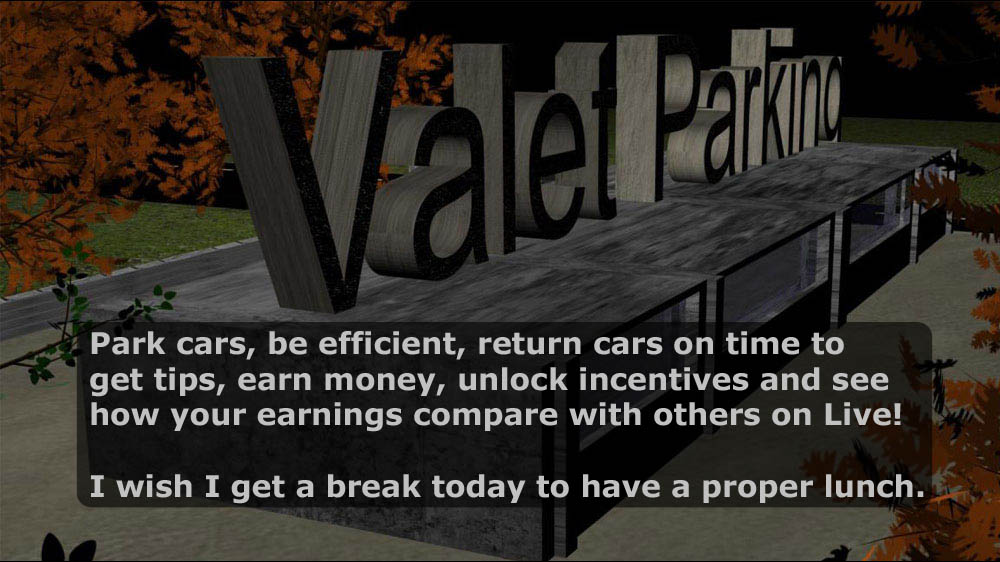 Valet Parking
Park cars, be efficient, return cars on time to
get tips, earn money, unlock incentives and see
how your earnings compare with others on Live!
I wish I get a break today to have a proper lunch.